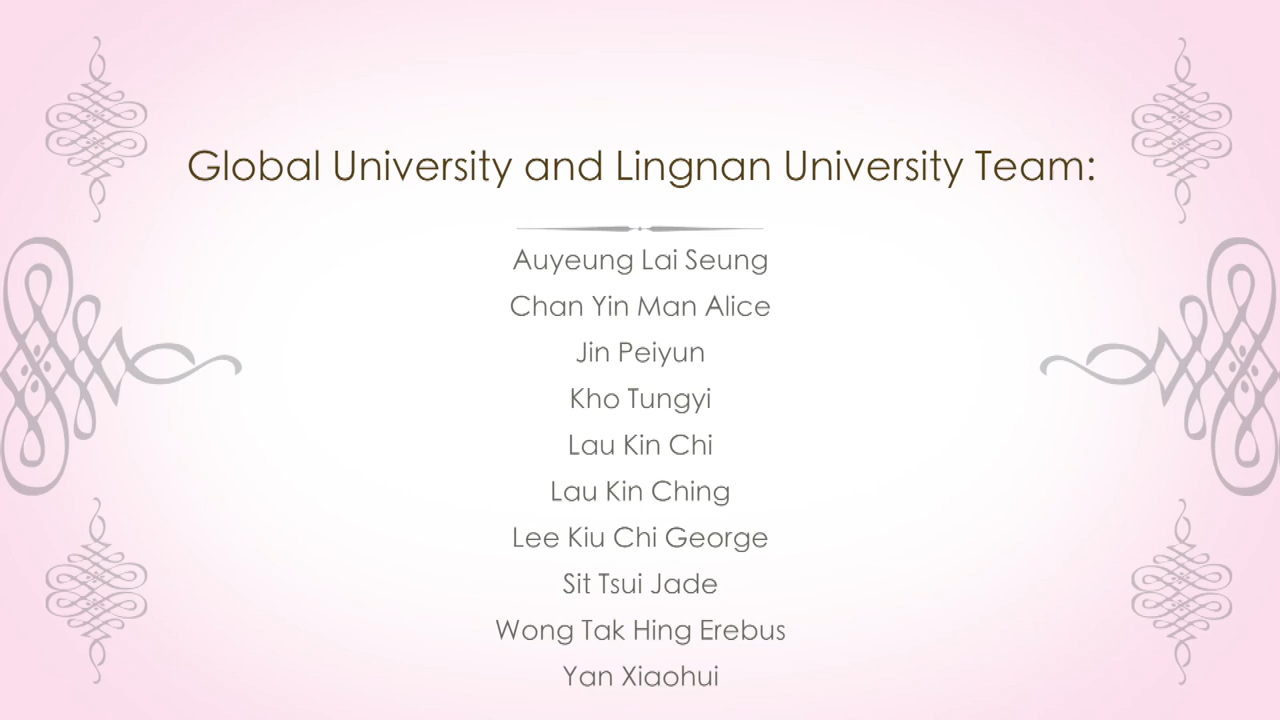 Global University and Lingnan University Team:
Auyeung Lai Seung
Chan Yin Man Alice
Jin Peiyun
Kho Tungyi
Lau Kin Chi
Lau Kin Ching
Lee Kiu Chi George
Sit Tsui Jade
Wong Tak Hing Erebus
Yan Xiaohui